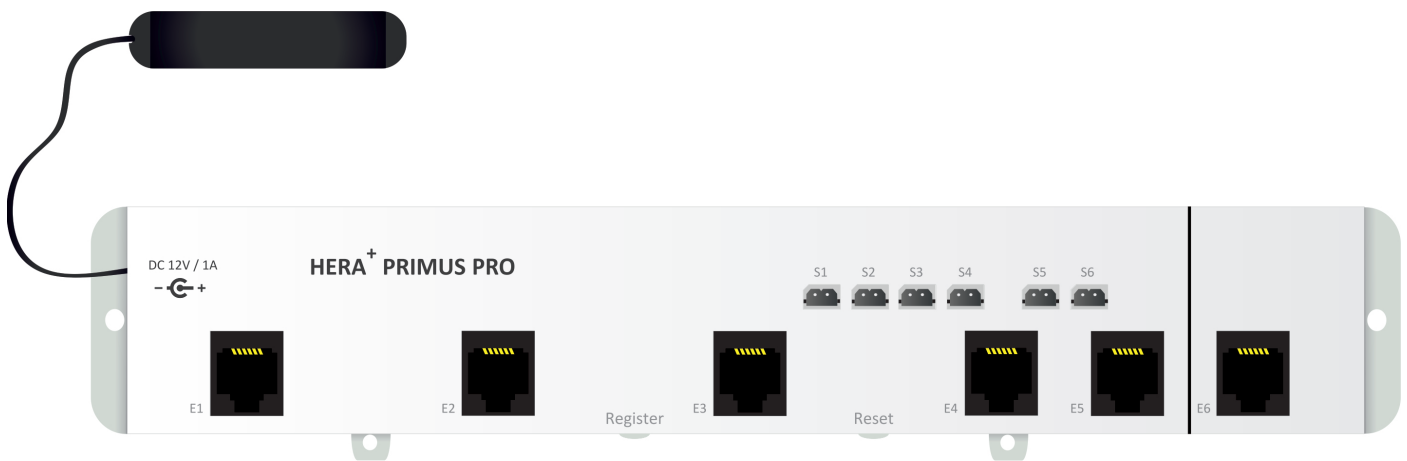 DC 12V / 1A
- +
HERA+ PRIMUS PRO
S1 S2 S3 S4 S5 S6
E1 E2 E3 E4 E5 E6
Register Reset